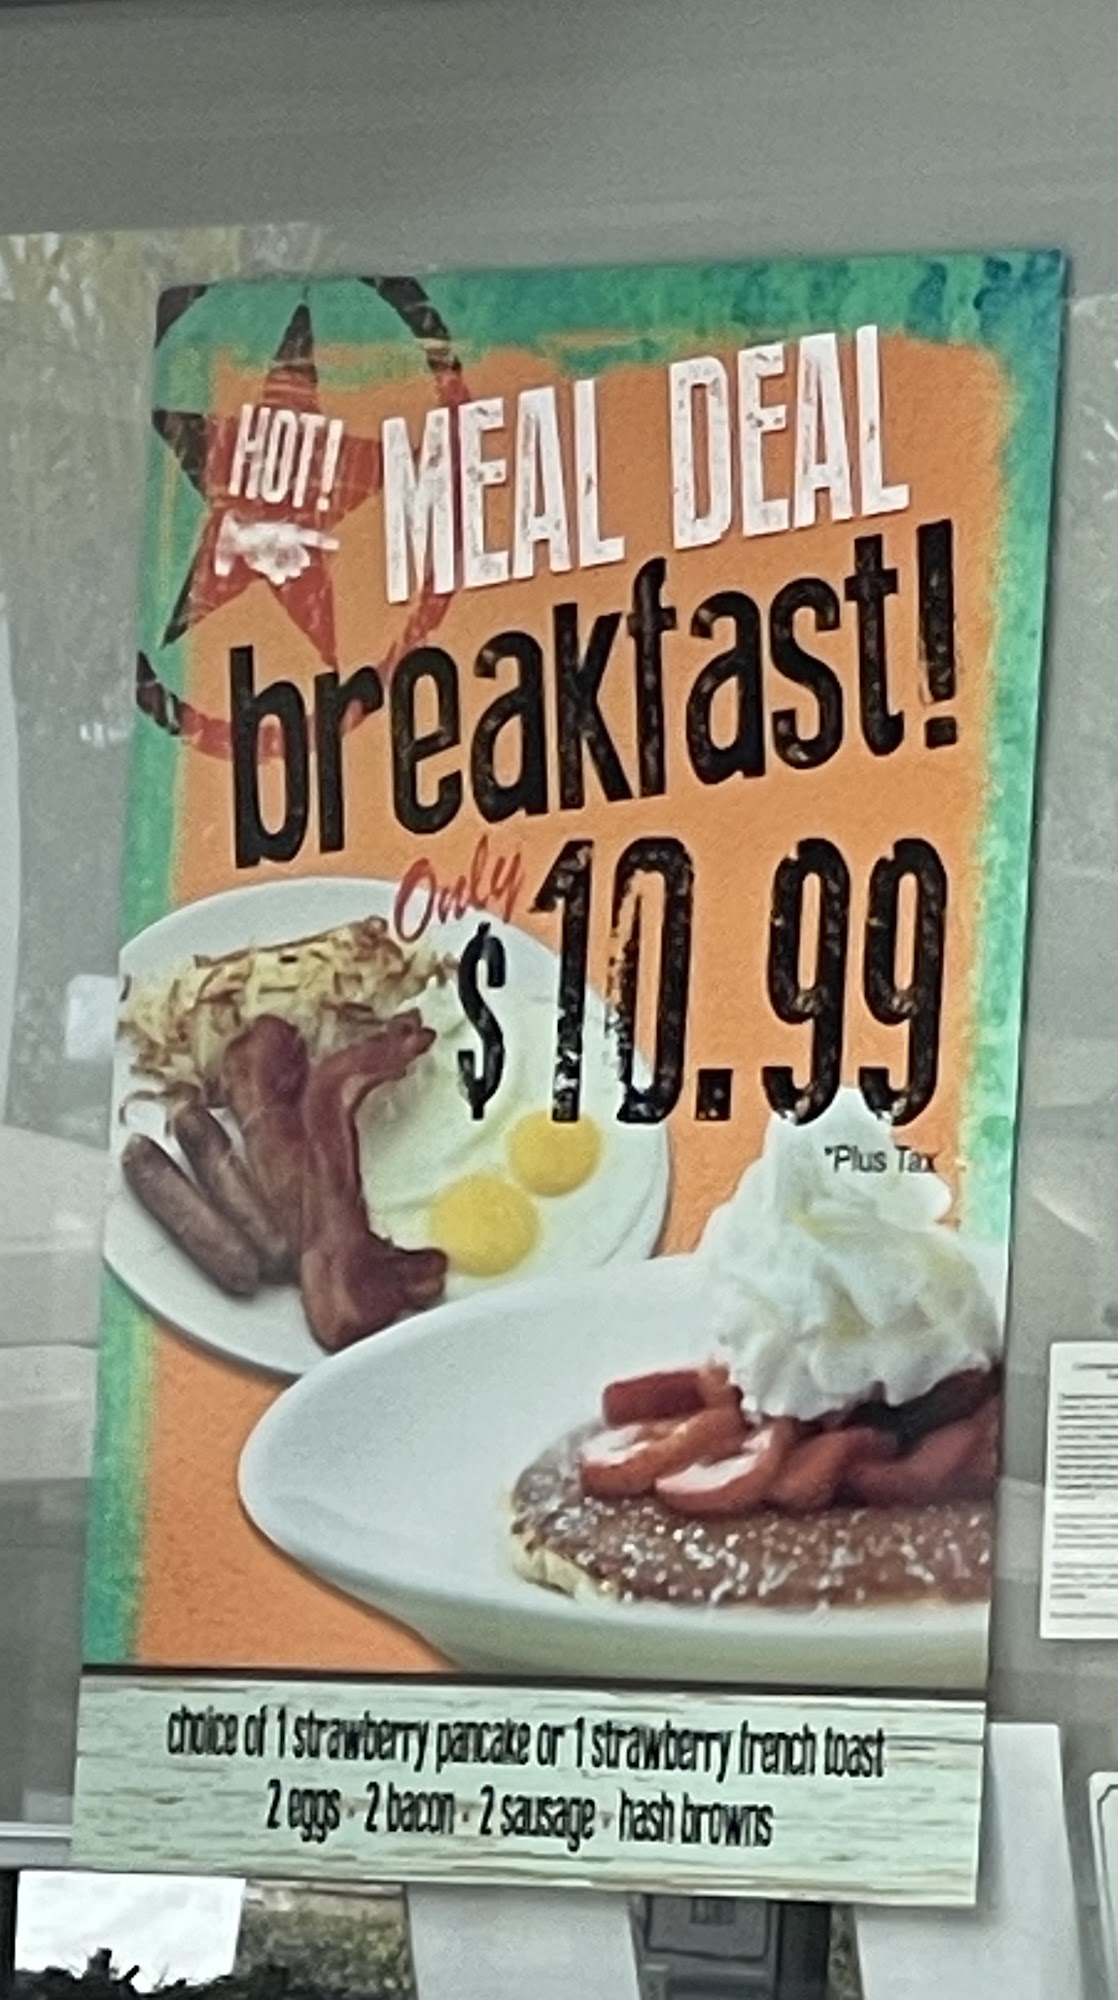 HOT! MEAL DEAL
breakfast!
Only
$10.99
*Plus Tax
choice of 1 strawberry pancake or 1 strawberry french toast
2 eggs · 2 bacon · 2 sausage · hash browns